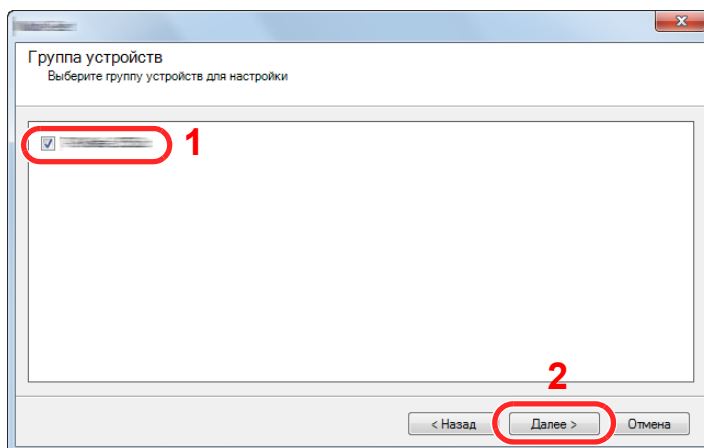 Группа устройств
Выберите группу устройств для настройки
1
2
< Назад
Далее >
Отмена